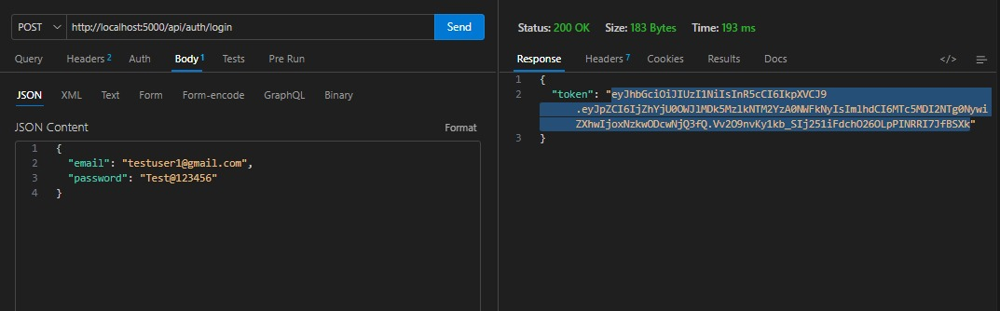 POST http://localhost:5000/api/auth/login Send
Query Headers 2 Auth Body 1 Tests Pre Run
JSON XML Text Form Form-encode GraphQL Binary
JSON Content Format
1 {
2 "email": "testuser1@gmail.com",
3 "password": "Test@123456"
4 }
Status: 200 OK Size: 183 Bytes Time: 193 ms
Response Headers 7 Cookies Results Docs </>
1 {
2 "token": "eyJhbGciOiJIUzI1NiIsInR5cCI6IkpXVCJ9
.eyJpZCI6IjZhYjU0OWJlMDk5MzlkNTM2YzA0NWFkNyIsImlhdCI6MTc5MDI2NTg0Nywi
ZXhwIjoxNzkwODcwNjQ3fQ.Vv2O9nvKy1kb_SIj251iFdchO26OLpPINRRI7JfBSXk"
3 }